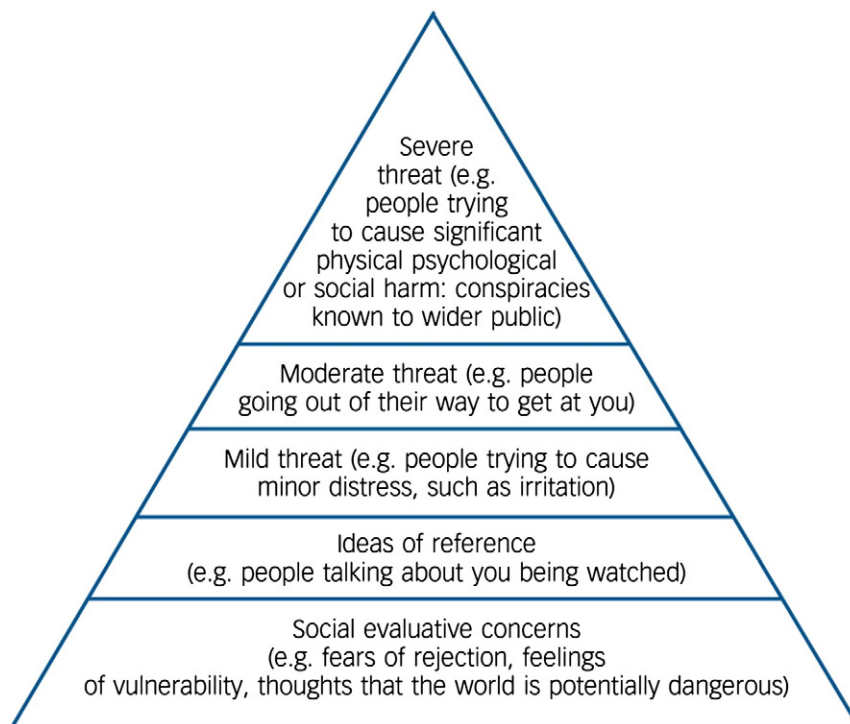 Severe
threat (e.g.
people trying
to cause significant
physical psychological
or social harm: conspiracies
known to wider public)
Moderate threat (e.g. people
going out of their way to get at you)
Mild threat (e.g. people trying to cause
minor distress, such as irritation)
Ideas of reference
(e.g. people talking about you being watched)
Social evaluative concerns
(e.g. fears of rejection, feelings
of vulnerability, thoughts that the world is potentially dangerous)